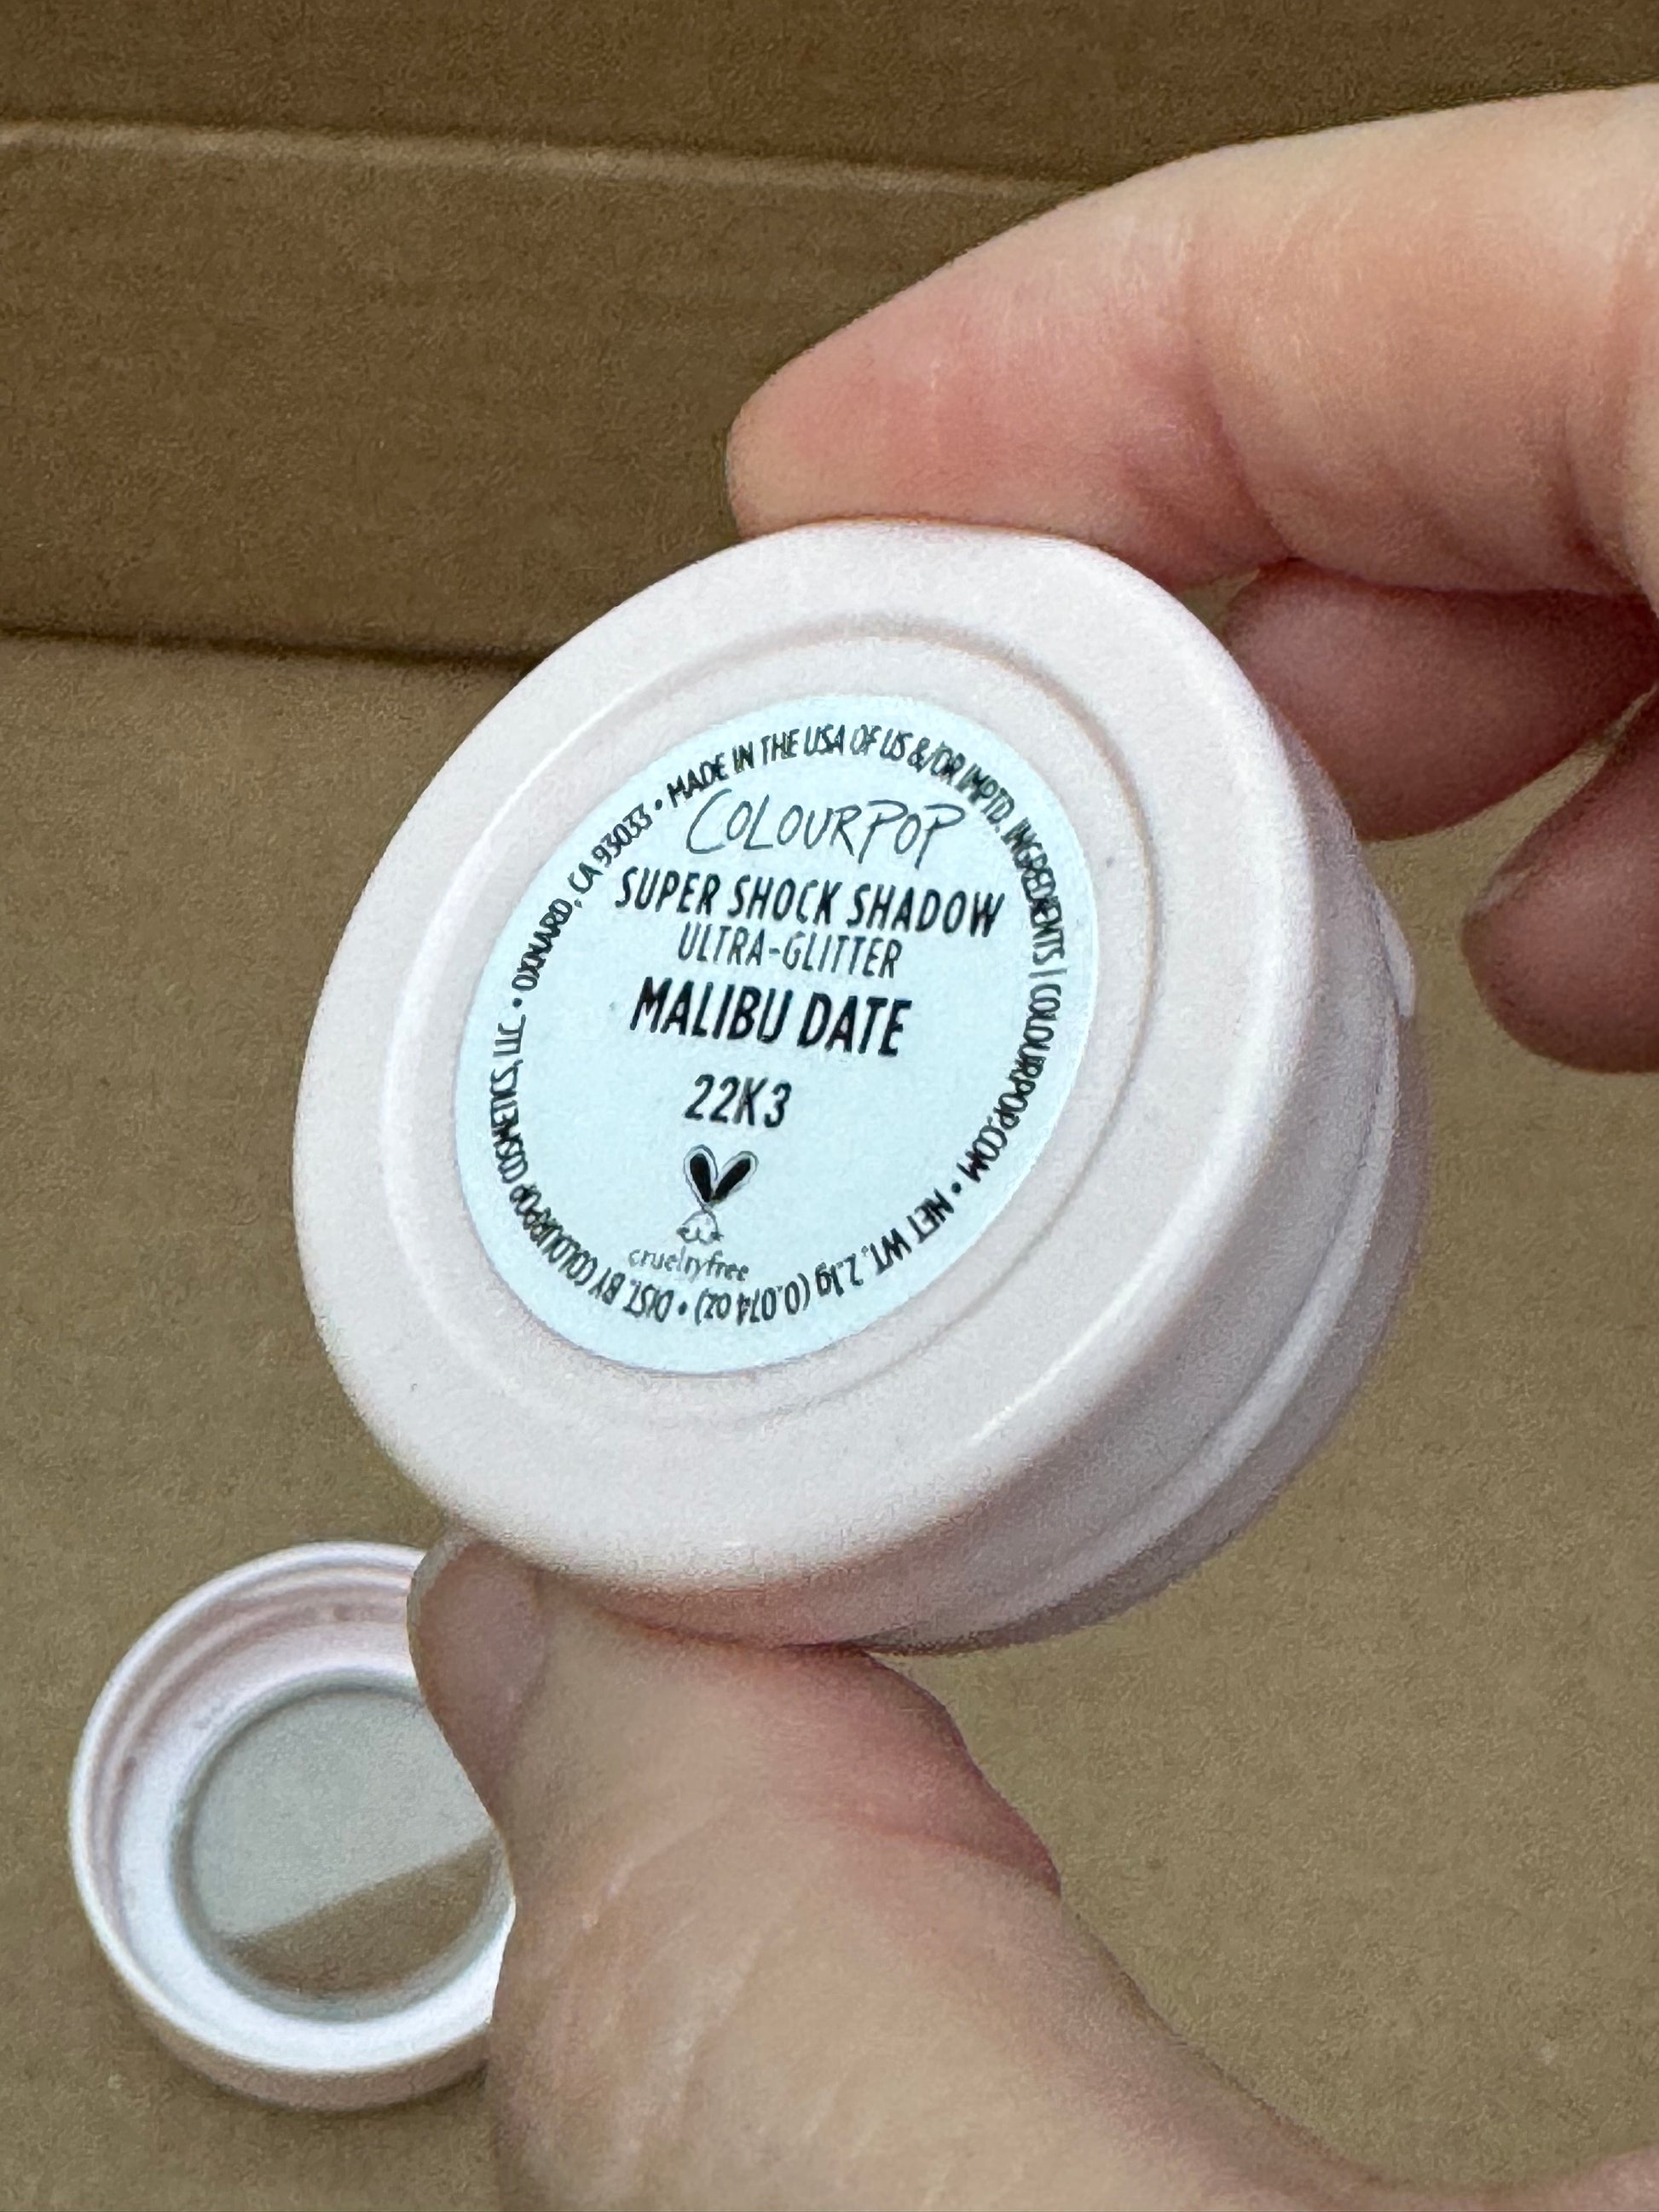 COLOURPOP
SUPER SHOCK SHADOW
ULTRA-GLITTER
MALIBU DATE
22K3
crueltyfree
MADE IN THE USA OF US &/OR IMPTD. INGREDIENTS | COLOURPOP.COM • NET WT. 2.1g (0.074 oz) • DIST. BY COLOURPOP COSMETICS, LLC • OXNARD, CA 93033 •